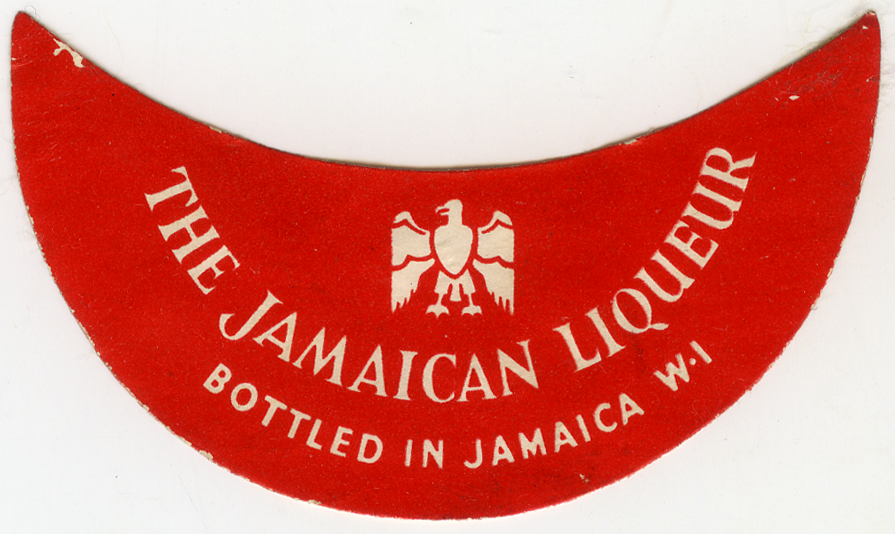 THE JAMAICAN LIQUEUR
BOTTLED IN JAMAICA W·I